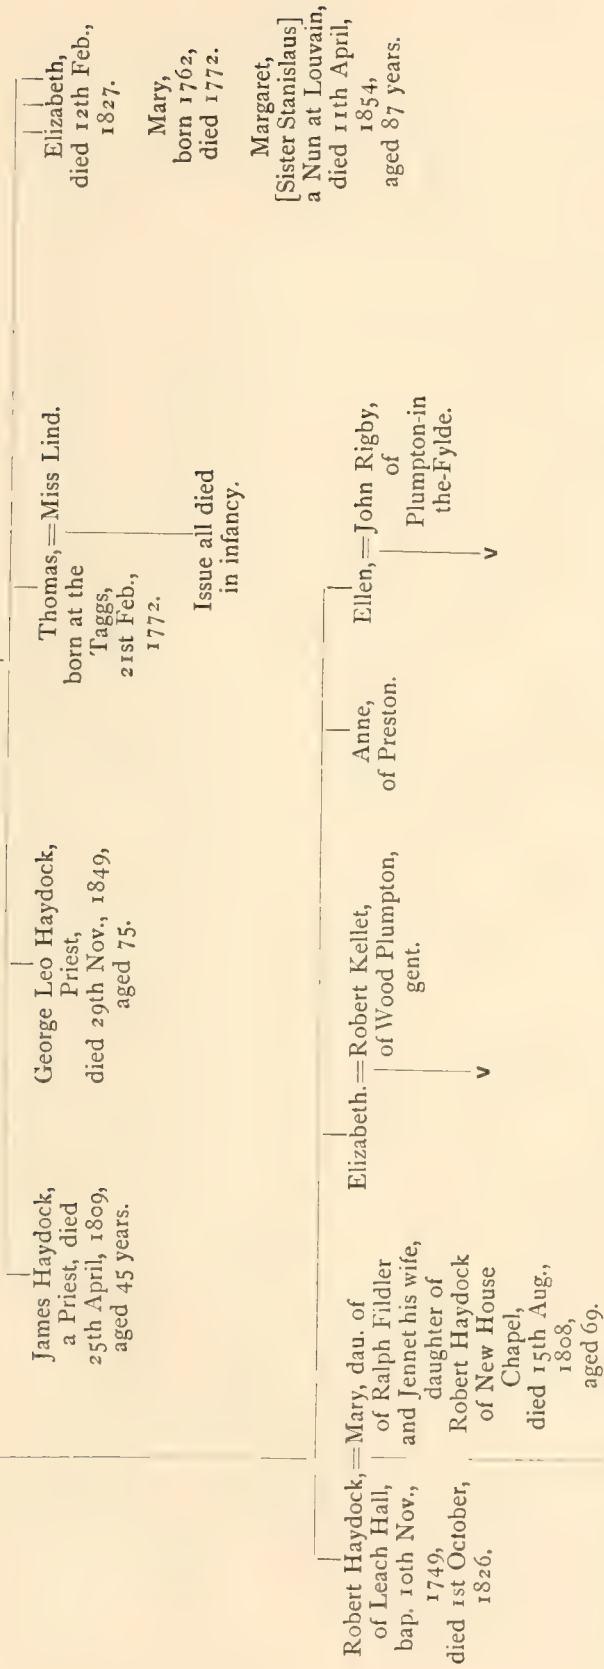 James Haydock,
a Priest, died
25th April, 1809,
aged 45 years.
George Leo Haydock,
Priest,
died 29th Nov., 1849,
aged 75.
Thomas,=Miss Lind.
born at the
Taggs,
21st Feb.,
1772.
Issue all died
in infancy.
Elizabeth,
died 12th Feb.,
1827.
Mary,
born 1762,
died 1772.
Margaret,
[Sister Stanislaus]
a Nun at Louvain,
died 11th April,
1854,
aged 87 years.
Robert Haydock,=Mary, dau. of
of Leach Hall,
bap. 10th Nov.,
1749,
died 1st October,
1826.
of Ralph Fildler
and Jennet his wife,
daughter of
Robert Haydock
of New House
Chapel,
died 15th Aug.,
1808,
aged 69.
Elizabeth.=Robert Kellet,
of Wood Plumpton,
gent.
Anne,
of Preston.
Ellen,=John Rigby,
of
Plumpton-in
the-Fylde.